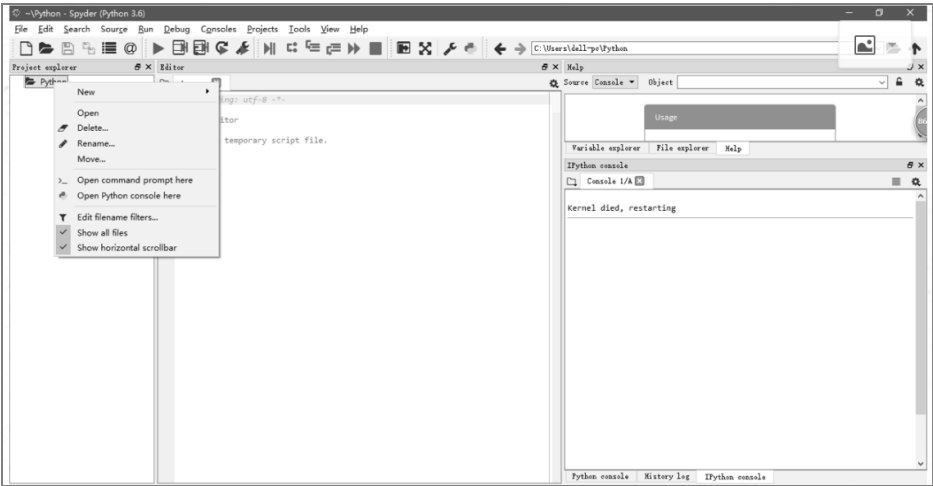 ~\Python - Spyder (Python 3.6)
File Edit Search Source Run Debug Consoles Projects Tools View Help
C:\Users\dell-pc\Python
Project explorer
Editor
Help
Python
Source Console Object
New
Open
Delete...
Rename...
Move...
Open command prompt here
Open Python console here
Edit filename filters...
Show all files
Show horizontal scrollbar
ing: utf-8 -*-
itor
temporary script file.
Usage
Variable explorer File explorer Help
IPython console
Console 1/A
Kernel died, restarting
Python console History log IPython console